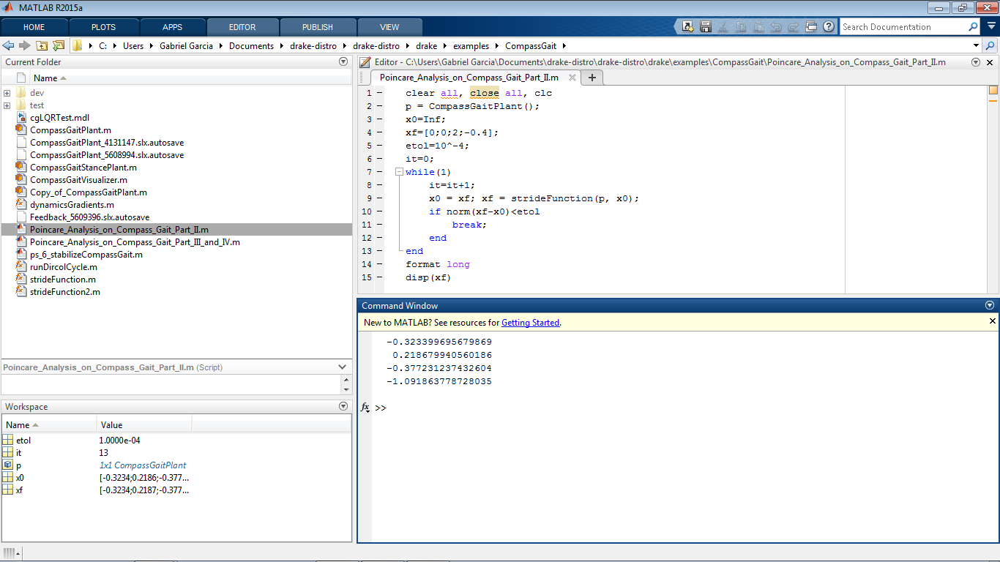 MATLAB R2015a
HOME PLOTS APPS EDITOR PUBLISH VIEW Search Documentation
C: Users Gabriel Garcia Documents drake-distro drake-distro drake examples CompassGait
Current Folder
Name
dev
test
cgLQRTest.mdl
CompassGaitPlant.m
CompassGaitPlant_4131147.slx.autosave
CompassGaitPlant_5608994.slx.autosave
CompassGaitStancePlant.m
CompassGaitVisualizer.m
Copy_of_CompassGaitPlant.m
dynamicsGradients.m
Feedback_5609396.slx.autosave
Poincare_Analysis_on_Compass_Gait_Part_II.m
Poincare_Analysis_on_Compass_Gait_Part_III_and_IV.m
ps_6_stabilizeCompassGait.m
runDircolCycle.m
strideFunction.m
strideFunction2.m
Poincare_Analysis_on_Compass_Gait_Part_II.m (Script)
Workspace
Name Value
etol 1.0000e-04
it 13
p 1x1 CompassGaitPlant
x0 [-0.3234;0.2186;-0.377...
xf [-0.3234;0.2187;-0.377...
Editor - C:\Users\Gabriel Garcia\Documents\drake-distro\drake-distro\drake\examples\CompassGait\Poincare_Analysis_on_Compass_Gait_Part_II.m
Poincare_Analysis_on_Compass_Gait_Part_II.m
1 clear all, close all, clc
2 p = CompassGaitPlant();
3 x0=Inf;
4 xf=[0;0;2;-0.4];
5 etol=10^-4;
6 it=0;
7 while(1)
8 it=it+1;
9 x0 = xf; xf = strideFunction(p, x0);
10 if norm(xf-x0)<etol
11 break;
12 end
13 end
14 format long
15 disp(xf)
Command Window
New to MATLAB? See resources for Getting Started.
-0.323399695679869
0.218679940560186
-0.377231237432604
-1.091863778728035
fx >>